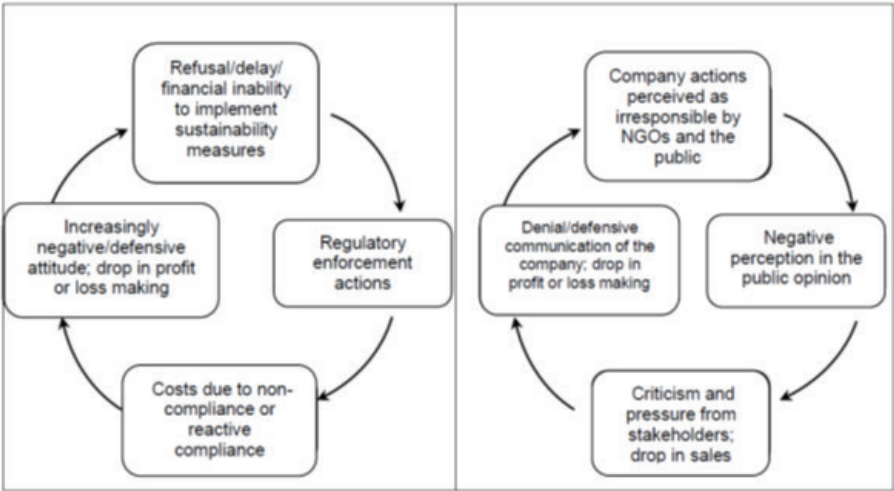 Refusal/delay/
financial inability
to implement
sustainability
measures
Regulatory
enforcement
actions
Costs due to non-
compliance or
reactive
compliance
Increasingly
negative/defensive
attitude; drop in profit
or loss making
Company actions
perceived as
irresponsible by
NGOs and the
public
Negative
perception in the
public opinion
Criticism and
pressure from
stakeholders;
drop in sales
Denial/defensive
communication of the
company; drop in
profit or loss making